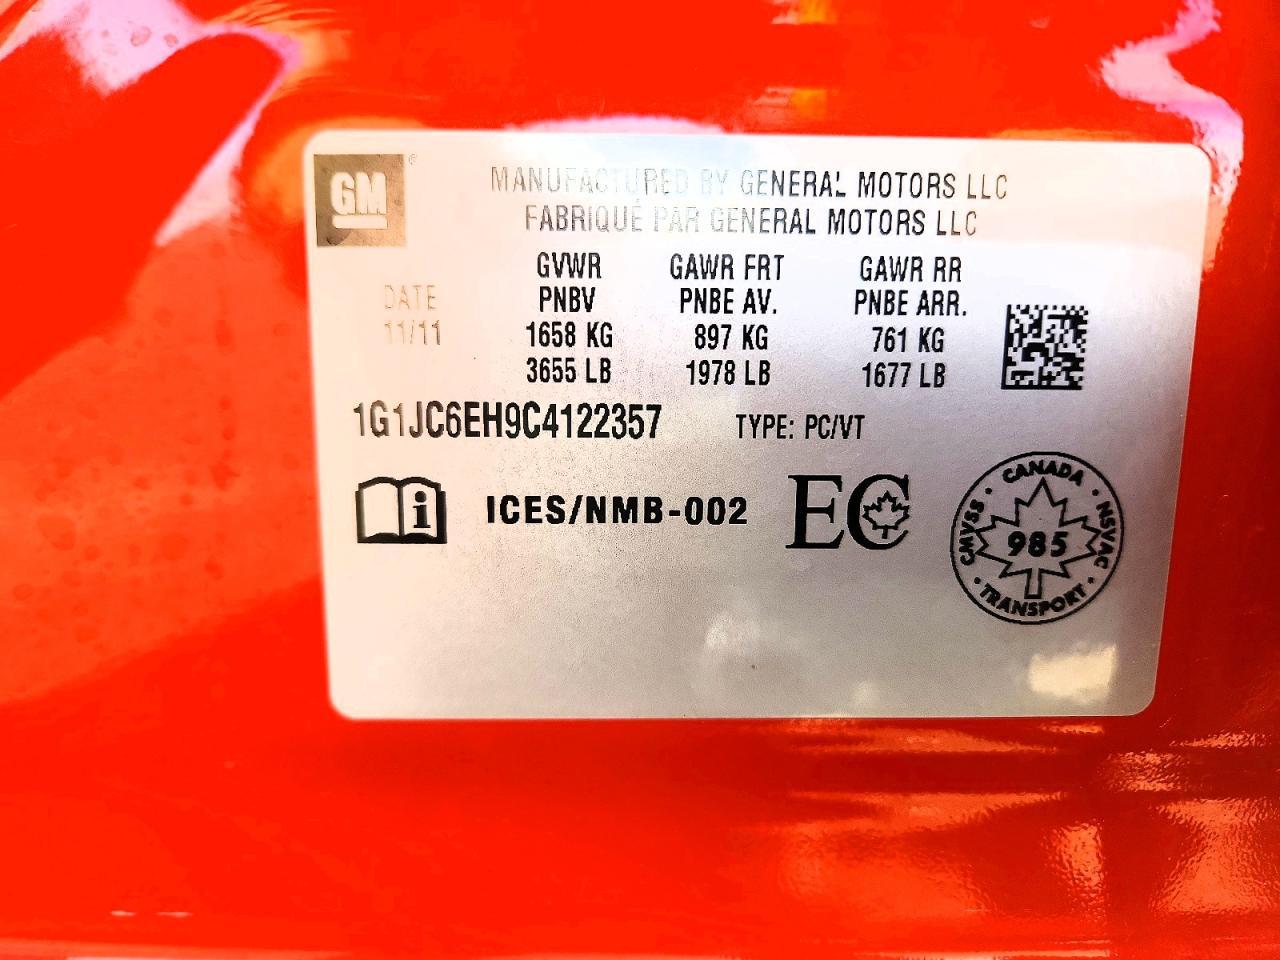 GM®
MANUFACTURED BY GENERAL MOTORS LLC
FABRIQUÉ PAR GENERAL MOTORS LLC
DATE
11/11
GVWR
PNBV
1658 KG
3655 LB
GAWR FRT
PNBE AV.
897 KG
1978 LB
GAWR RR
PNBE ARR.
761 KG
1677 LB
1G1JC6EH9C4122357
TYPE: PC/VT
i
ICES/NMB-002
EC
CANADA
CMVSS · NSVAC
985
TRANSPORT